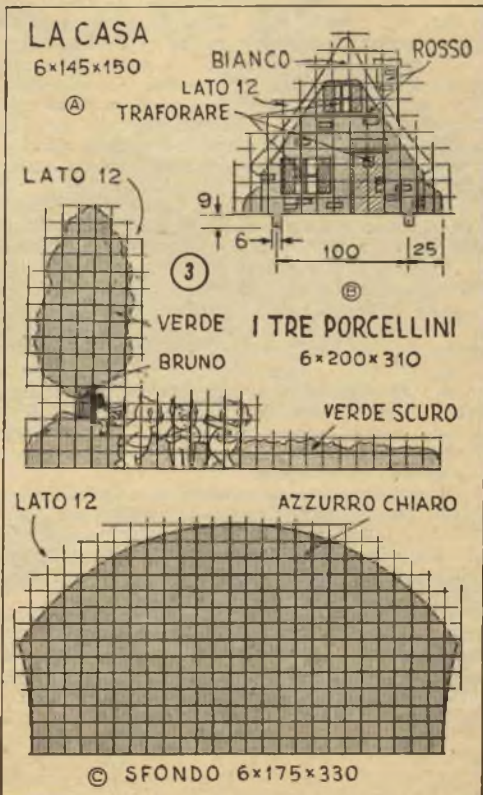 LA CASA
6×145×150
Ⓐ
BIANCO
ROSSO
LATO 12
TRAFORARE
LATO 12
9
6
100
25
③
Ⓑ
VERDE
I TRE PORCELLINI
6×200×310
BRUNO
VERDE SCURO
LATO 12
AZZURRO CHIARO
Ⓒ SFONDO 6×175×330